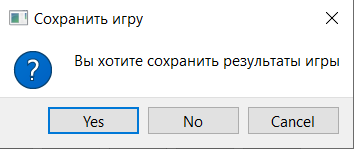 Сохранить игру
Вы хотите сохранить результаты игры
Yes
No
Cancel